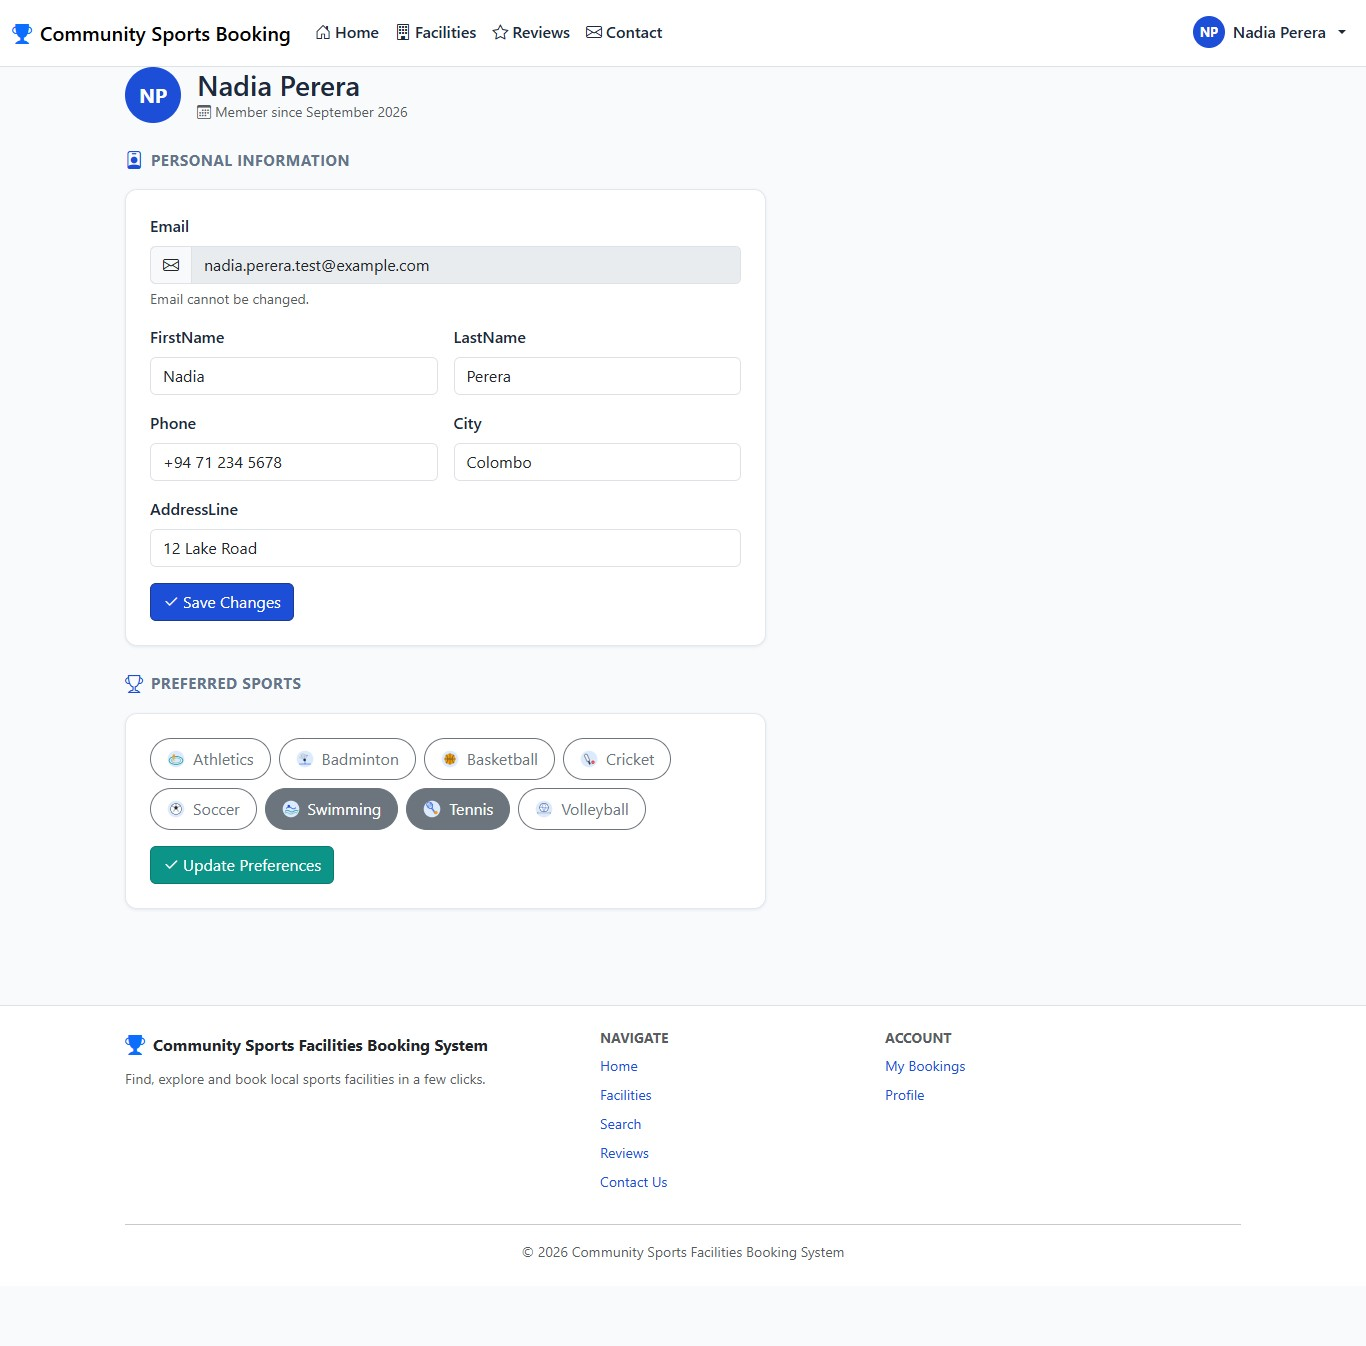 Community Sports Booking Home Facilities Reviews Contact NP Nadia Perera
NP
Nadia Perera
Member since September 2026
PERSONAL INFORMATION
Email
nadia.perera.test@example.com
Email cannot be changed.
FirstName LastName
Nadia Perera
Phone City
+94 71 234 5678 Colombo
AddressLine
12 Lake Road
Save Changes
PREFERRED SPORTS
Athletics Badminton Basketball Cricket
Soccer Swimming Tennis Volleyball
Update Preferences
Community Sports Facilities Booking System
Find, explore and book local sports facilities in a few clicks.
NAVIGATE
Home
Facilities
Search
Reviews
Contact Us
ACCOUNT
My Bookings
Profile
© 2026 Community Sports Facilities Booking System